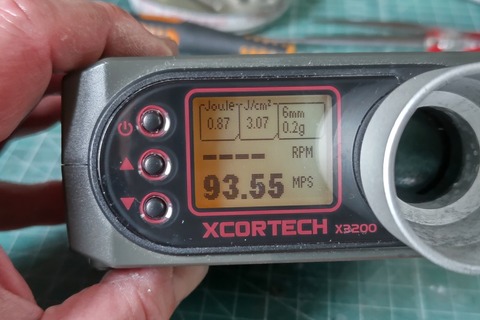 Joule J/cm² 6mm
0.87 3.07 0.2g
---- RPM
93.55 MPS
XCORTECH X3200